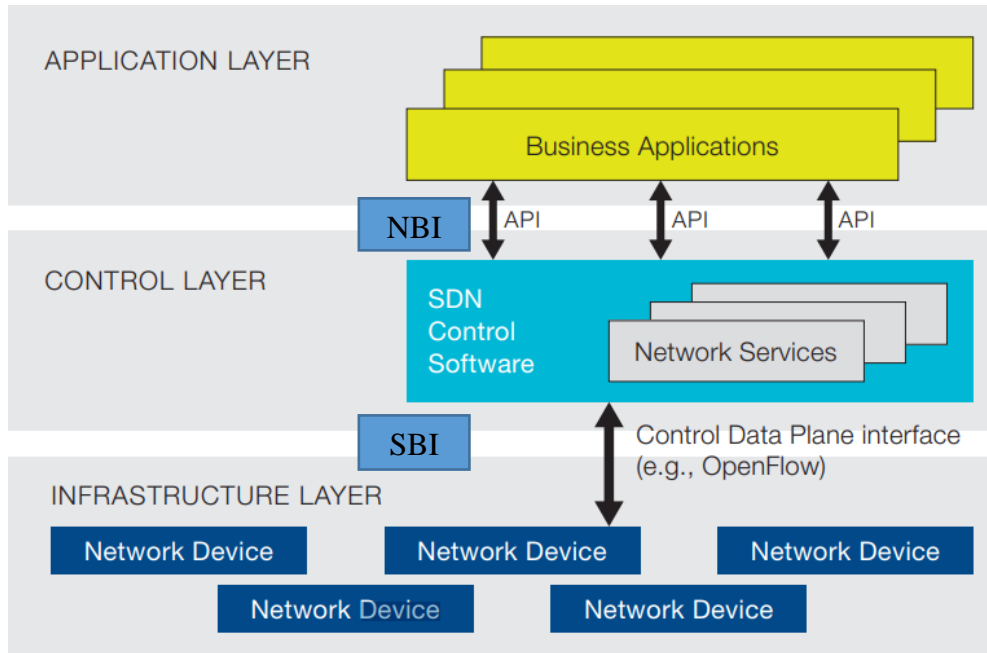 APPLICATION LAYER
Business Applications
NBI
API
API
API
CONTROL LAYER
SDN
Control
Software
Network Services
SBI
Control Data Plane interface
(e.g., OpenFlow)
INFRASTRUCTURE LAYER
Network Device
Network Device
Network Device
Network Device
Network Device